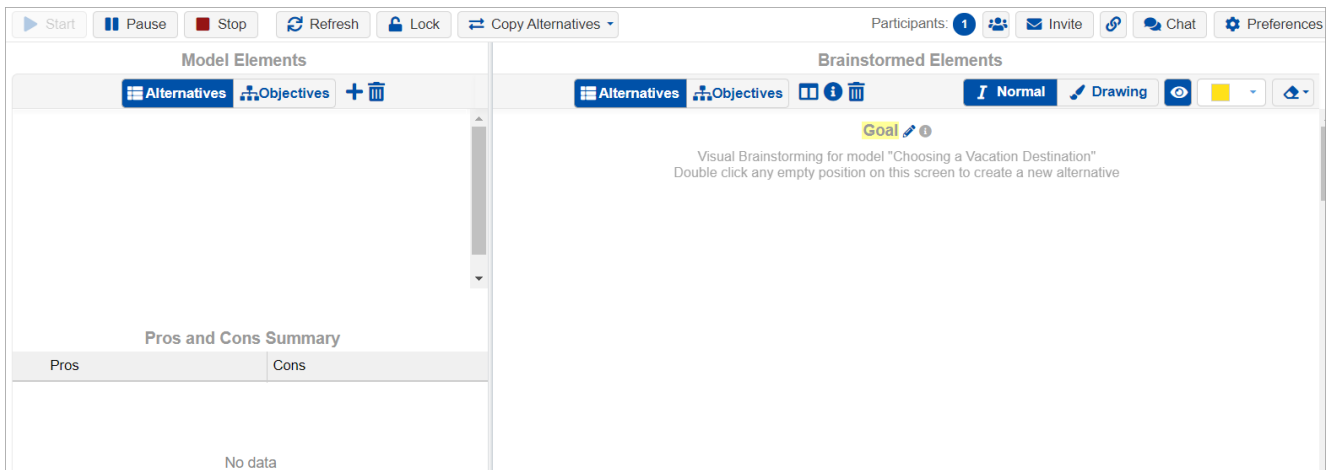 Start Pause Stop Refresh Lock Copy Alternatives Participants: 1 Invite Chat Preferences
Model Elements
Alternatives Objectives
Pros and Cons Summary
Pros Cons
No data
Brainstormed Elements
Alternatives Objectives Normal Drawing
Goal
Visual Brainstorming for model "Choosing a Vacation Destination"
Double click any empty position on this screen to create a new alternative